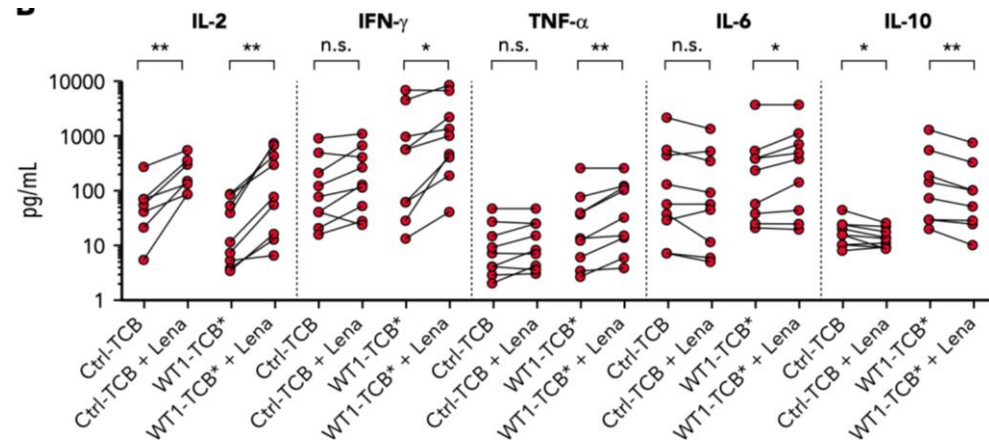 IL-2 IFN-γ TNF-α IL-6 IL-10
** ** n.s. * n.s. ** n.s. * * **
10000
1000
100
10
1
pg/mL
Ctrl-TCB
Ctrl-TCB + Lena
WT1-TCB*
WT1-TCB* + Lena
Ctrl-TCB
Ctrl-TCB + Lena
WT1-TCB*
WT1-TCB* + Lena
Ctrl-TCB
Ctrl-TCB + Lena
WT1-TCB*
WT1-TCB* + Lena
Ctrl-TCB
Ctrl-TCB + Lena
WT1-TCB*
WT1-TCB* + Lena
Ctrl-TCB
Ctrl-TCB + Lena
WT1-TCB*
WT1-TCB* + Lena